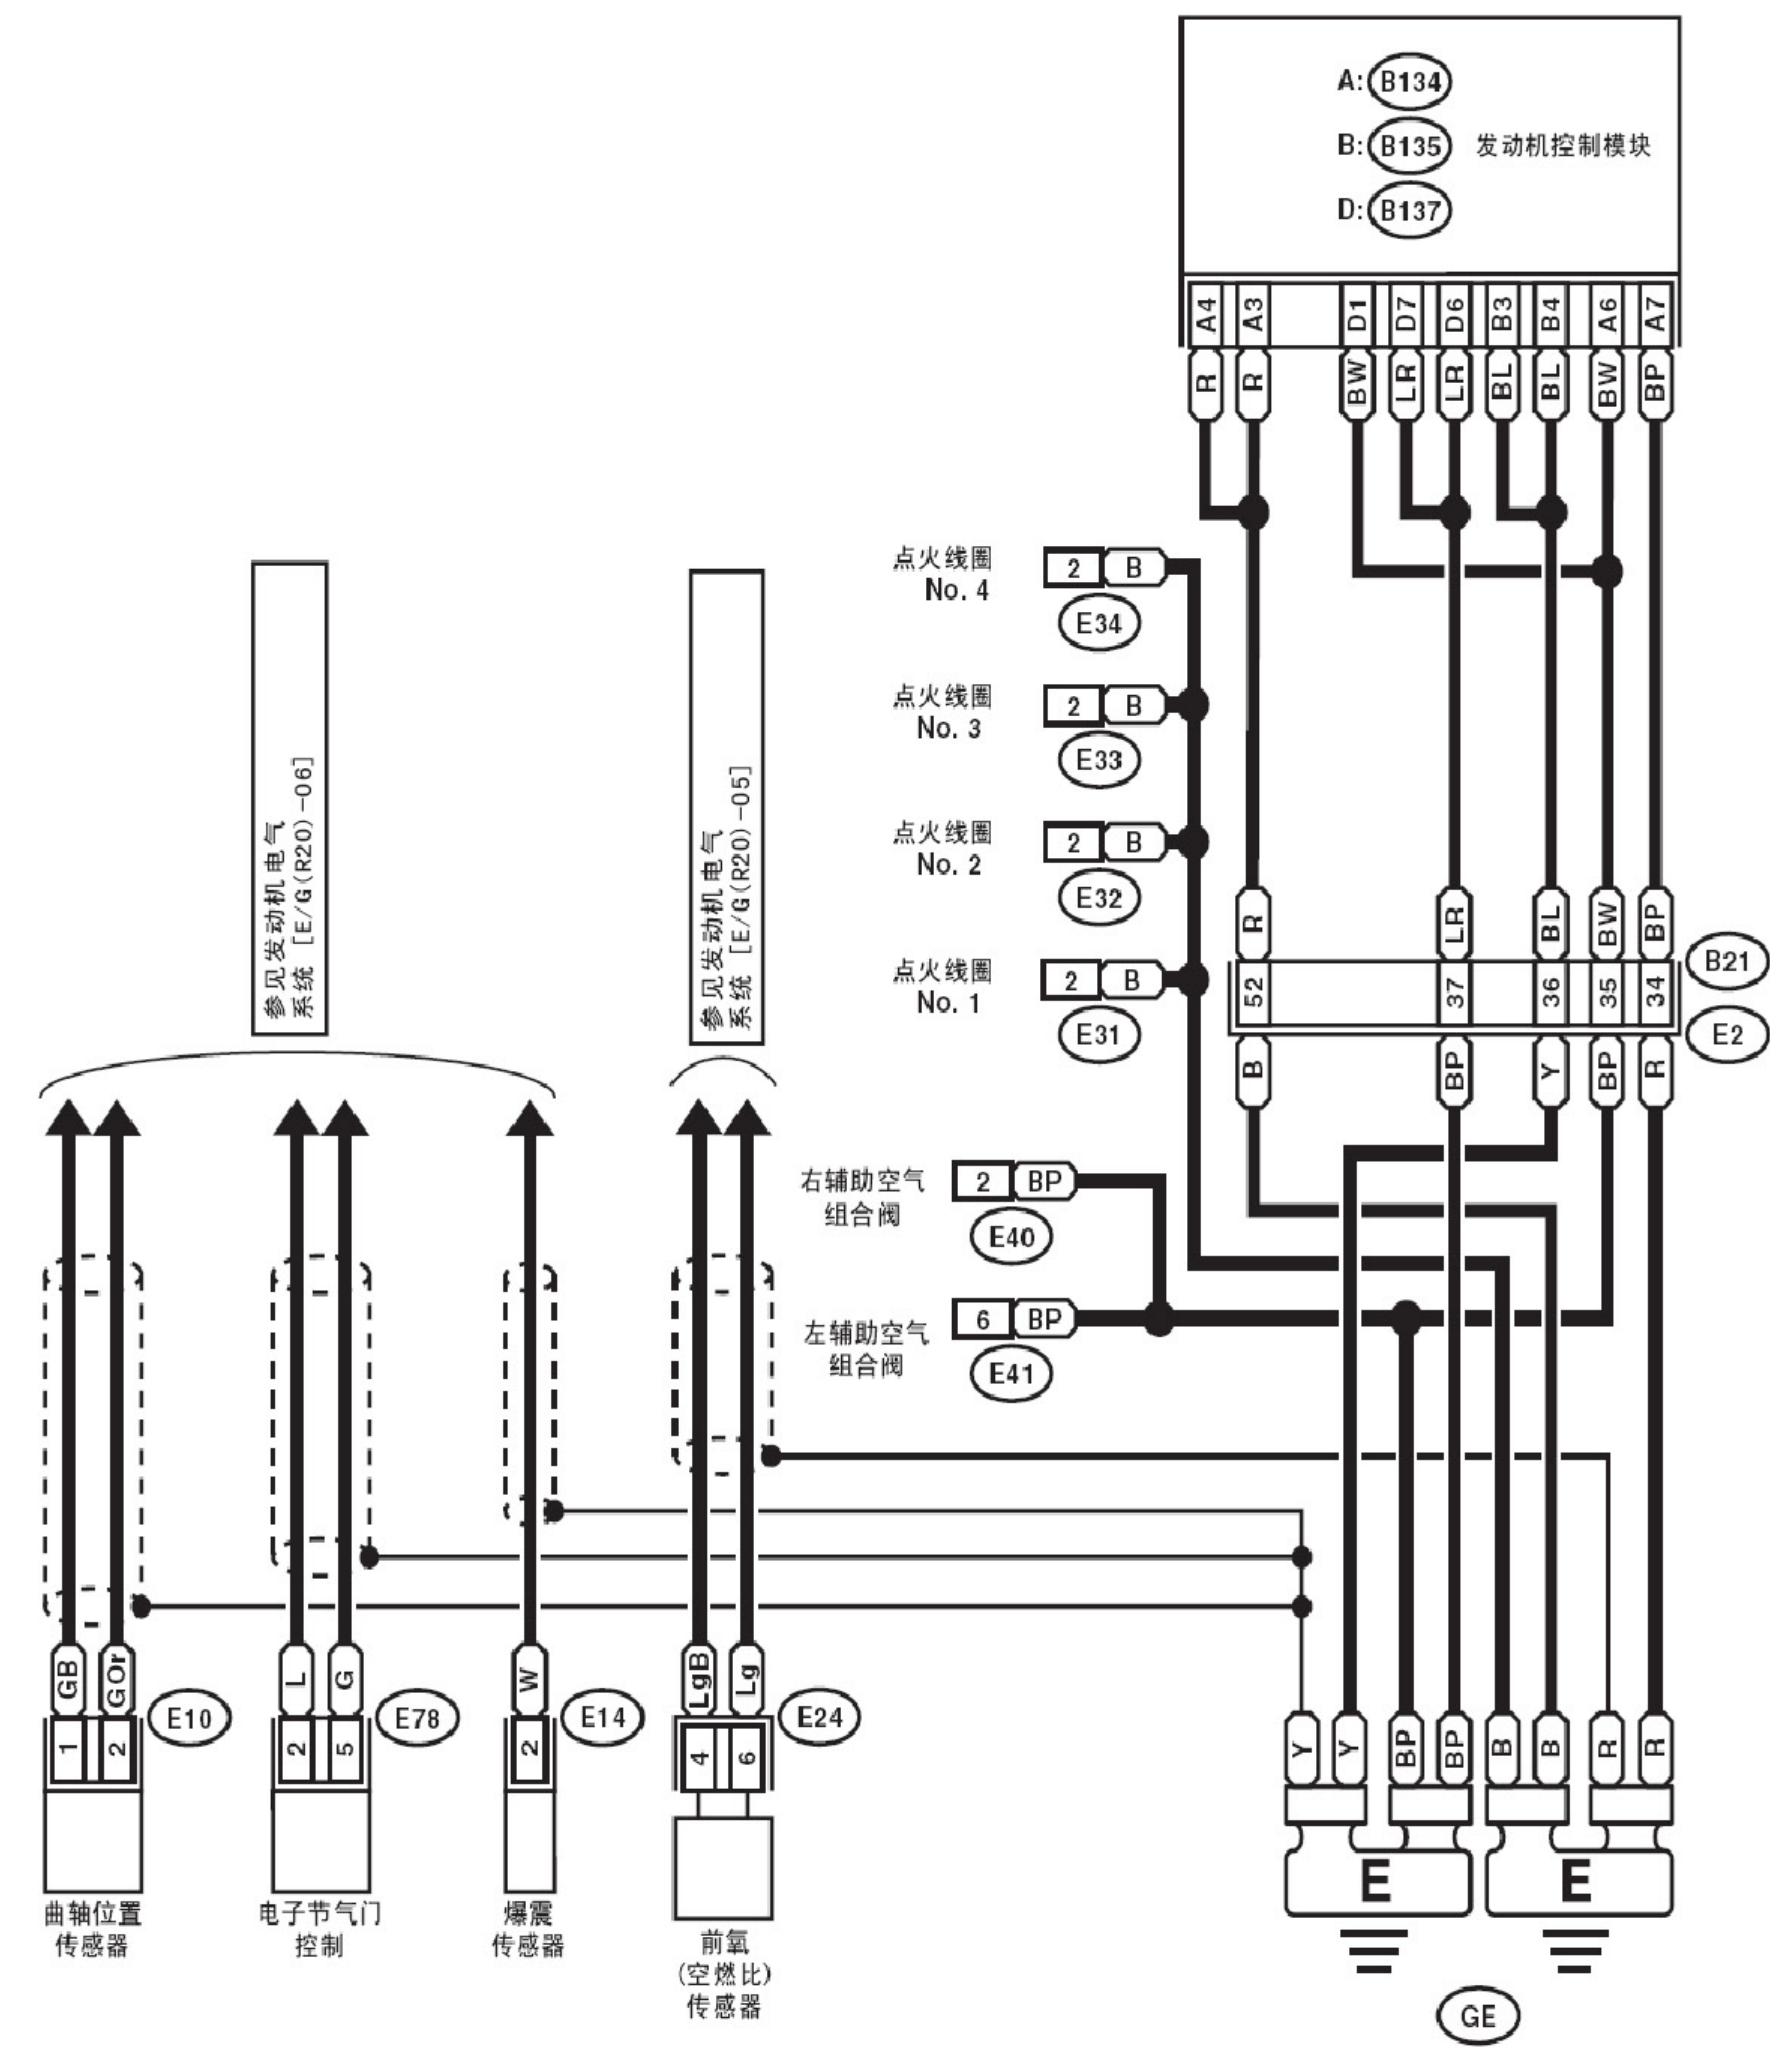 A: B134
B: B135 发动机控制模块
D: B137
A4 A3 D1 D7 D6 B3 B4 A6 A7
R R BW LR LR BL BL BW BP
点火线圈
No. 4
2 B
E34
点火线圈
No. 3
2 B
E33
点火线圈
No. 2
2 B
E32
点火线圈
No. 1
2 B
E31
参见发动机电气
系统 [E/G(R20)-06]
参见发动机电气
系统 [E/G(R20)-05]
R LR BL BW BP
52 37 36 35 34
B21
E2
B BP Y BP R
右辅助空气
组合阀
2 BP
E40
左辅助空气
组合阀
6 BP
E41
GB GOr
1 2
E10
L G
2 5
E78
W
2
E14
LgB Lg
4 6
E24
Y Y BP BP B B R R
E E
曲轴位置
传感器
电子节气门
控制
爆震
传感器
前氧
(空燃比)
传感器
GE